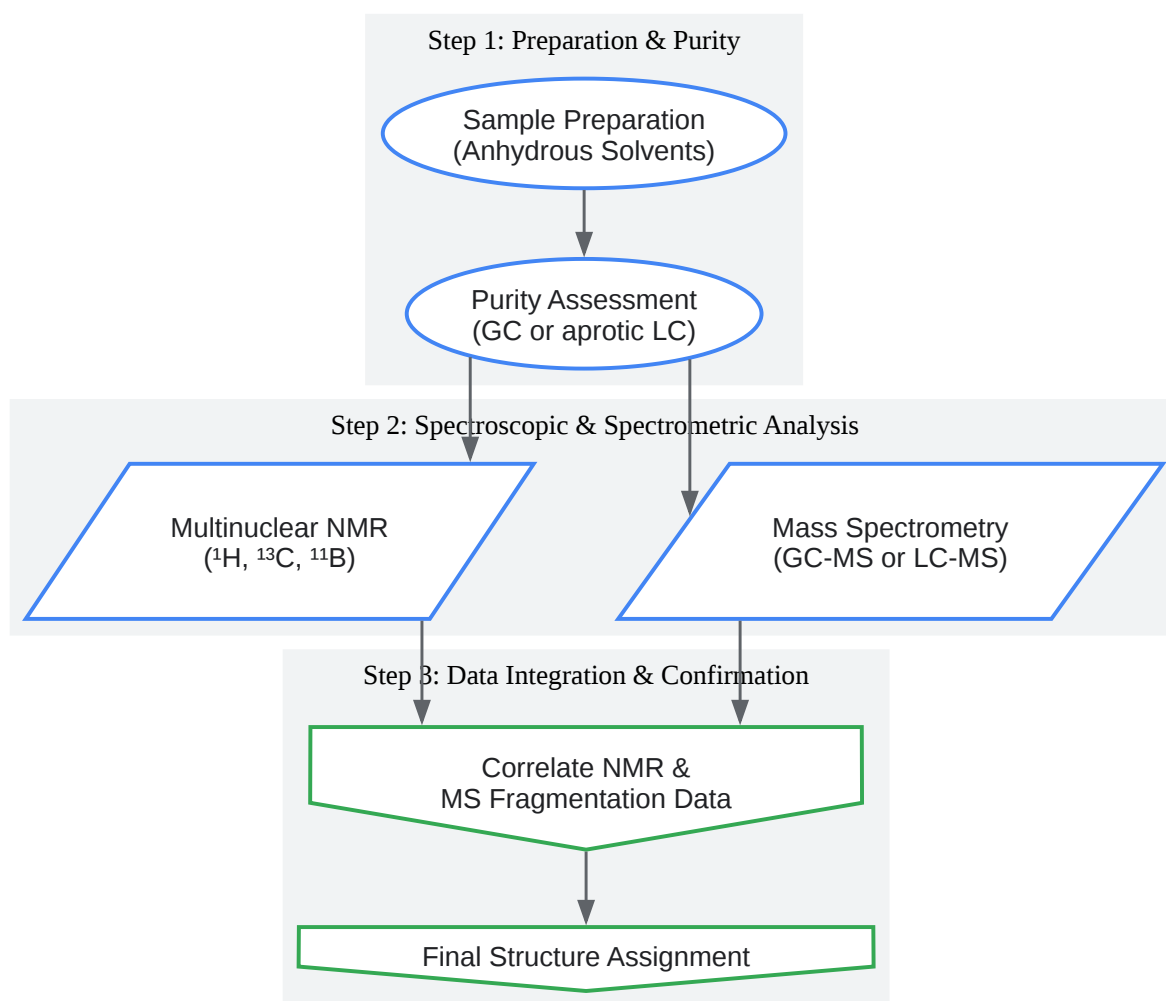 Step 1: Preparation & Purity
Sample Preparation
(Anhydrous Solvents)
Purity Assessment
(GC or aprotic LC)
Step 2: Spectroscopic & Spectrometric Analysis
Multinuclear NMR
(¹H, ¹³C, ¹¹B)
Mass Spectrometry
(GC-MS or LC-MS)
Step 3: Data Integration & Confirmation
Correlate NMR &
MS Fragmentation Data
Final Structure Assignment